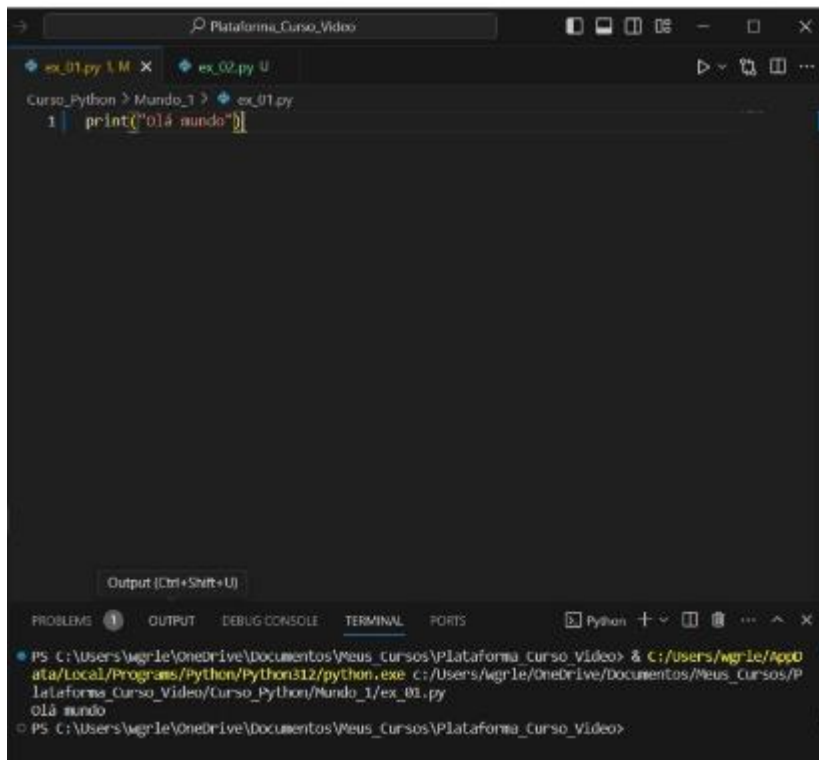 Plataforma_Curso_Video
ex_01.py 1, M ex_02.py U
Curso_Python > Mundo_1 > ex_01.py
1 print("Olá mundo")
Output (Ctrl+Shift+U)
PROBLEMS 1 OUTPUT DEBUG CONSOLE TERMINAL PORTS Python
PS C:\Users\wgrle\OneDrive\Documentos\Meus_Cursos\Plataforma_Curso_Video> & C:/Users/wgrle/AppD
ata/Local/Programs/Python/Python312/python.exe c:/Users/wgrle/OneDrive/Documentos/Meus_Cursos/P
lataforma_Curso_Video/Curso_Python/Mundo_1/ex_01.py
Olá mundo
PS C:\Users\wgrle\OneDrive\Documentos\Meus_Cursos\Plataforma_Curso_Video>